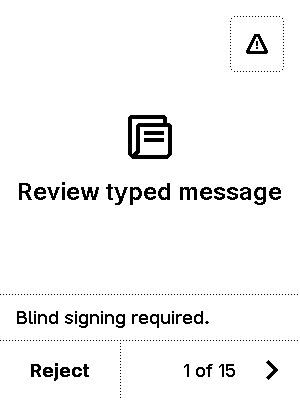 Review typed message
Blind signing required.
Reject
1 of 15